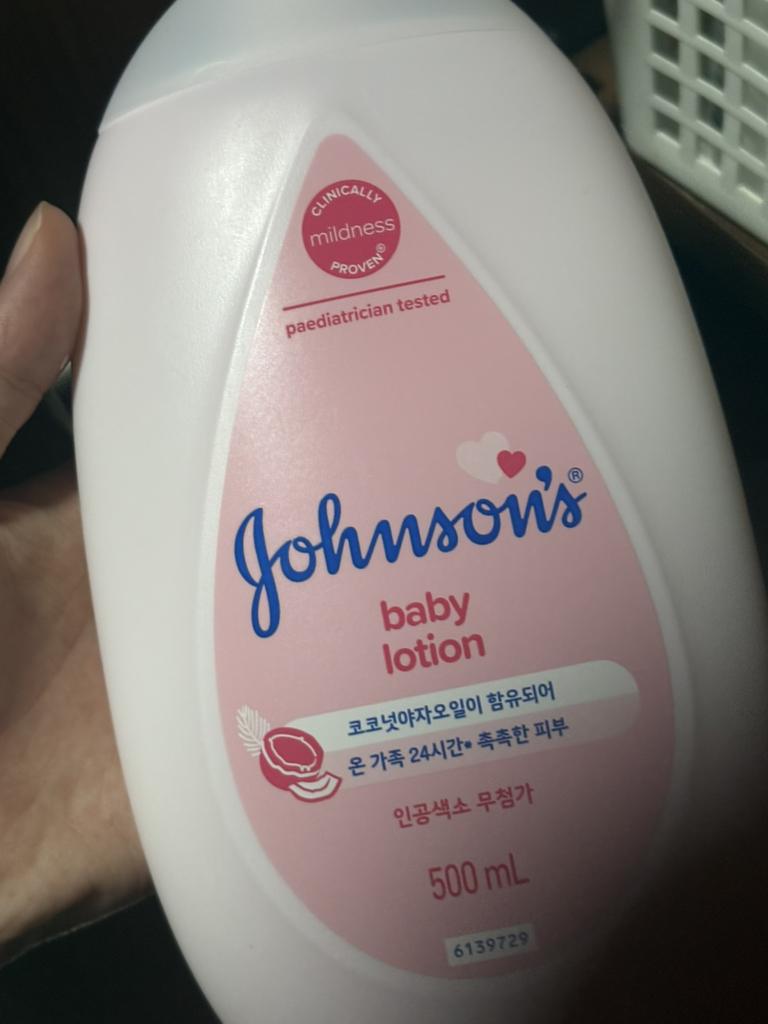 CLINICALLY
mildness
PROVEN®
paediatrician tested
Johnson's®
baby
lotion
코코넛야자오일이 함유되어
온 가족 24시간• 촉촉한 피부
인공색소 무첨가
500 mL
6139729